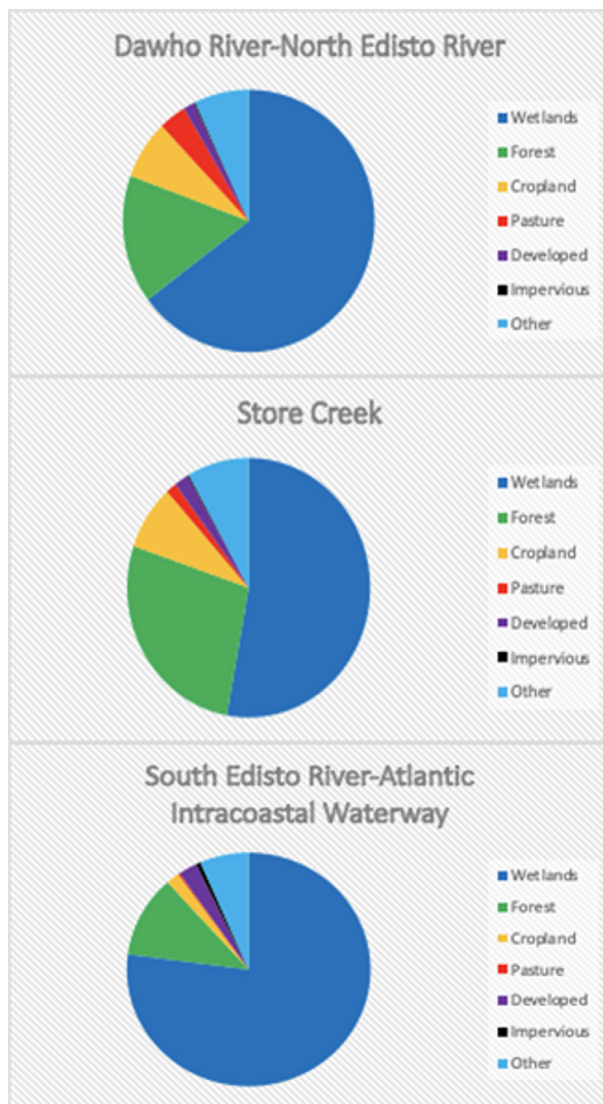 Dawho River-North Edisto River
Wetlands
Forest
Cropland
Pasture
Developed
Impervious
Other
Store Creek
Wetlands
Forest
Cropland
Pasture
Developed
Impervious
Other
South Edisto River-Atlantic
Intracoastal Waterway
Wetlands
Forest
Cropland
Pasture
Developed
Impervious
Other